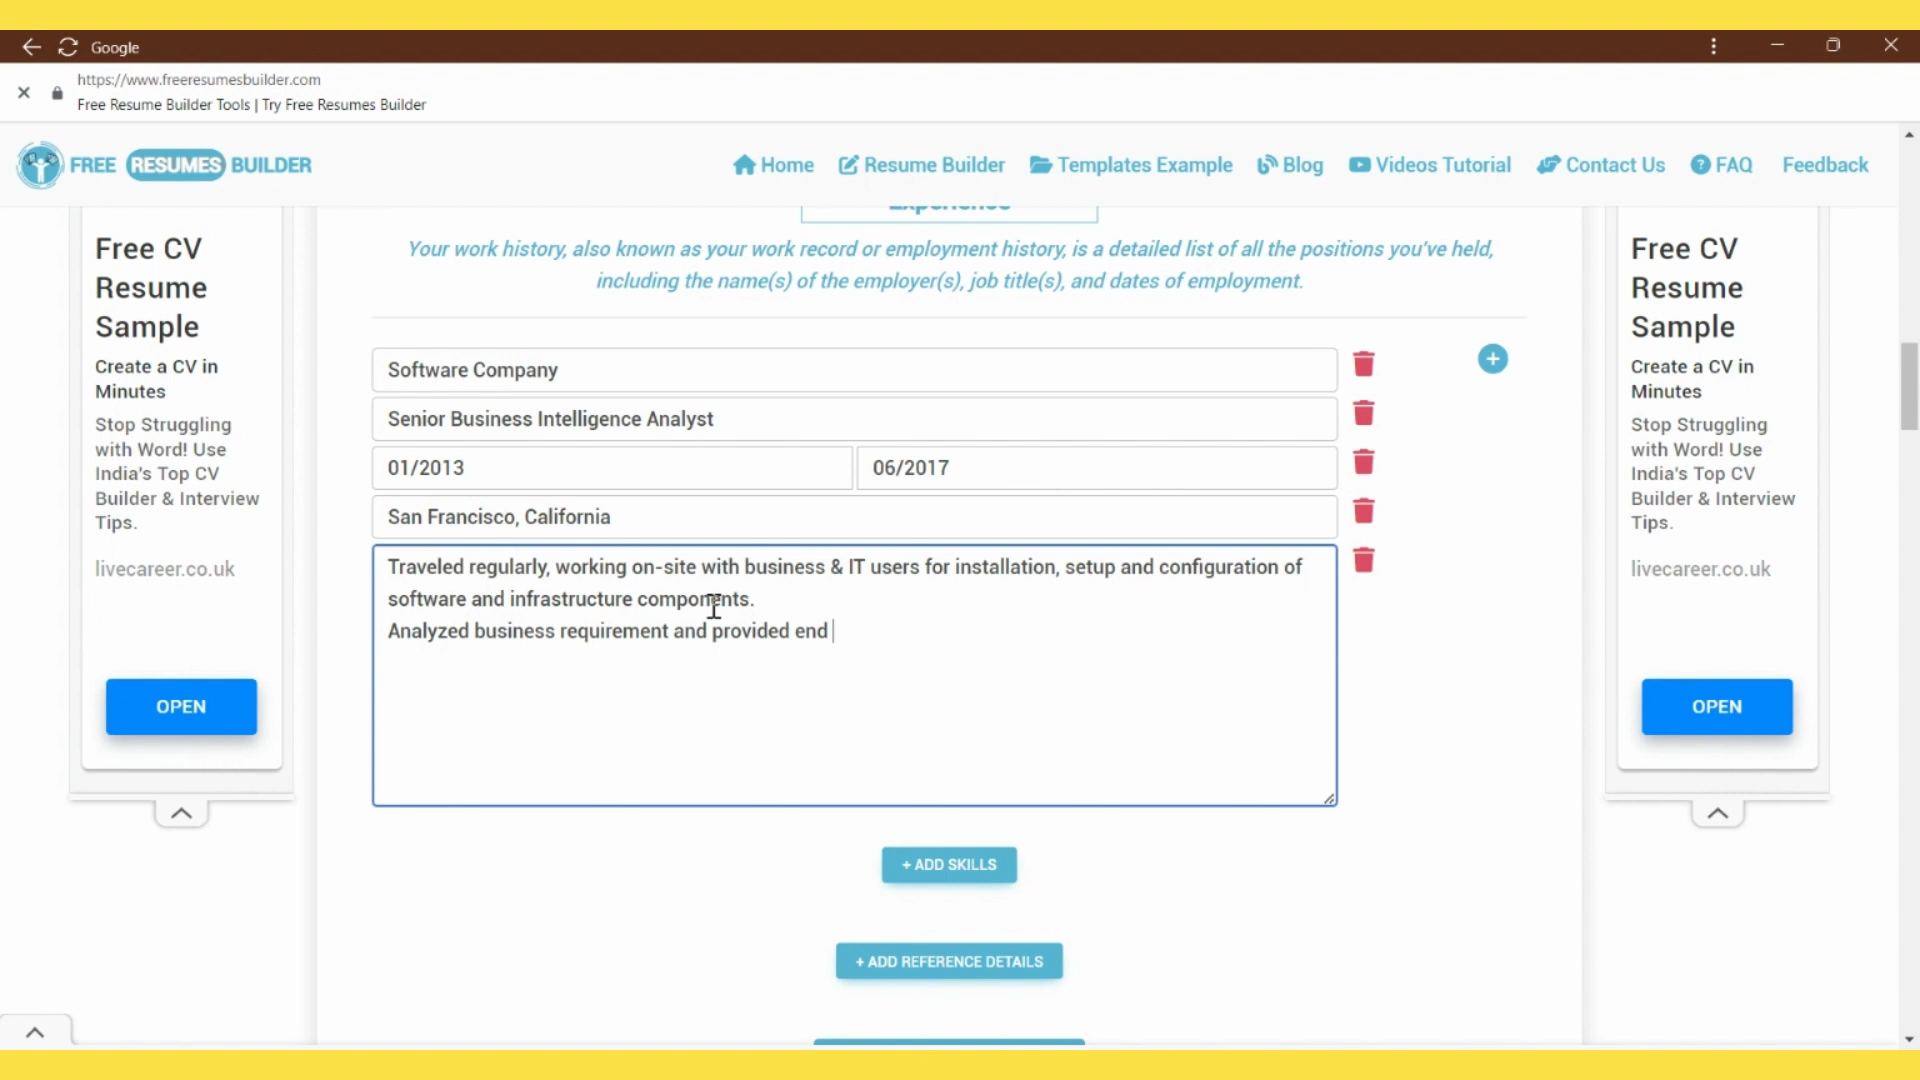 Google
https://www.freeresumesbuilder.com
Free Resume Builder Tools | Try Free Resumes Builder
FREE RESUMES BUILDER
Home Resume Builder Templates Example Blog Videos Tutorial Contact Us FAQ Feedback
Experience
Your work history, also known as your work record or employment history, is a detailed list of all the positions you've held,
including the name(s) of the employer(s), job title(s), and dates of employment.
Free CV
Resume
Sample
Create a CV in
Minutes
Stop Struggling
with Word! Use
India's Top CV
Builder & Interview
Tips.
livecareer.co.uk
OPEN
Software Company
Senior Business Intelligence Analyst
01/2013 06/2017
San Francisco, California
Traveled regularly, working on-site with business & IT users for installation, setup and configuration of
software and infrastructure components.
Analyzed business requirement and provided end
+ ADD SKILLS
+ ADD REFERENCE DETAILS
Free CV
Resume
Sample
Create a CV in
Minutes
Stop Struggling
with Word! Use
India's Top CV
Builder & Interview
Tips.
livecareer.co.uk
OPEN